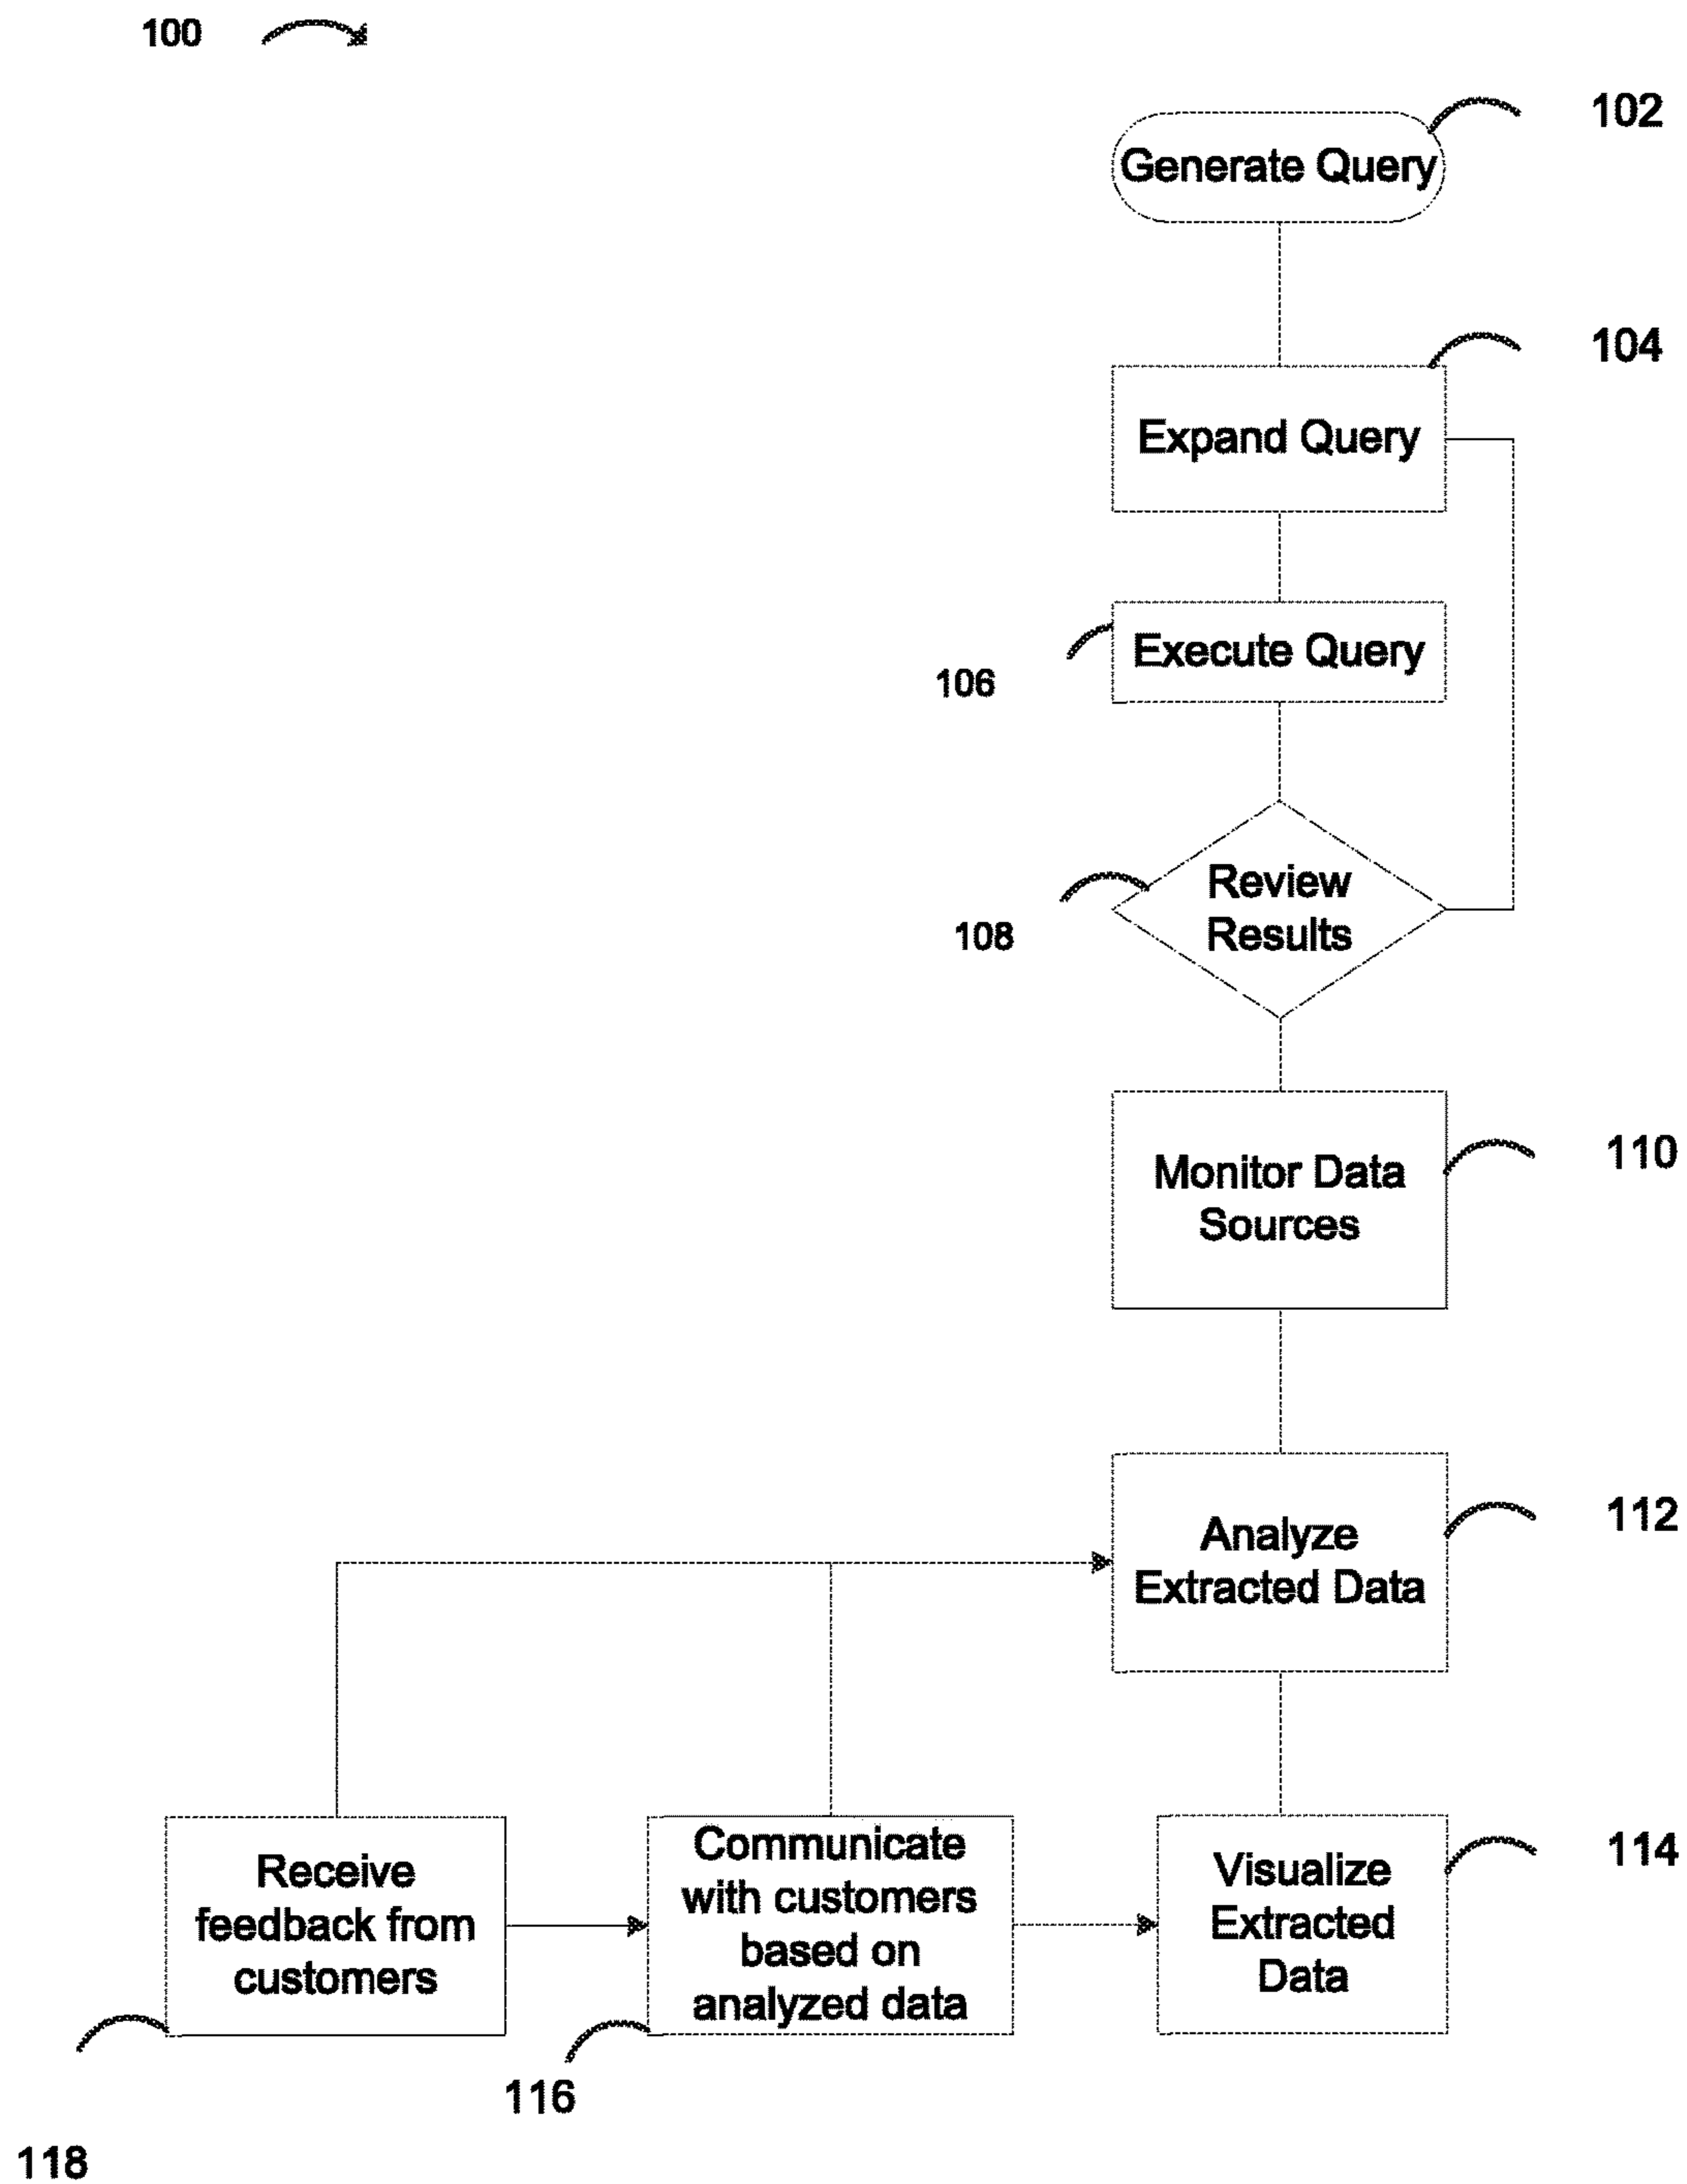 100
102
Generate Query
104
Expand Query
106
Execute Query
108
Review
Results
110
Monitor Data
Sources
112
Analyze
Extracted Data
114
Visualize
Extracted
Data
Communicate
with customers
based on
analyzed data
116
Receive
feedback from
customers
118